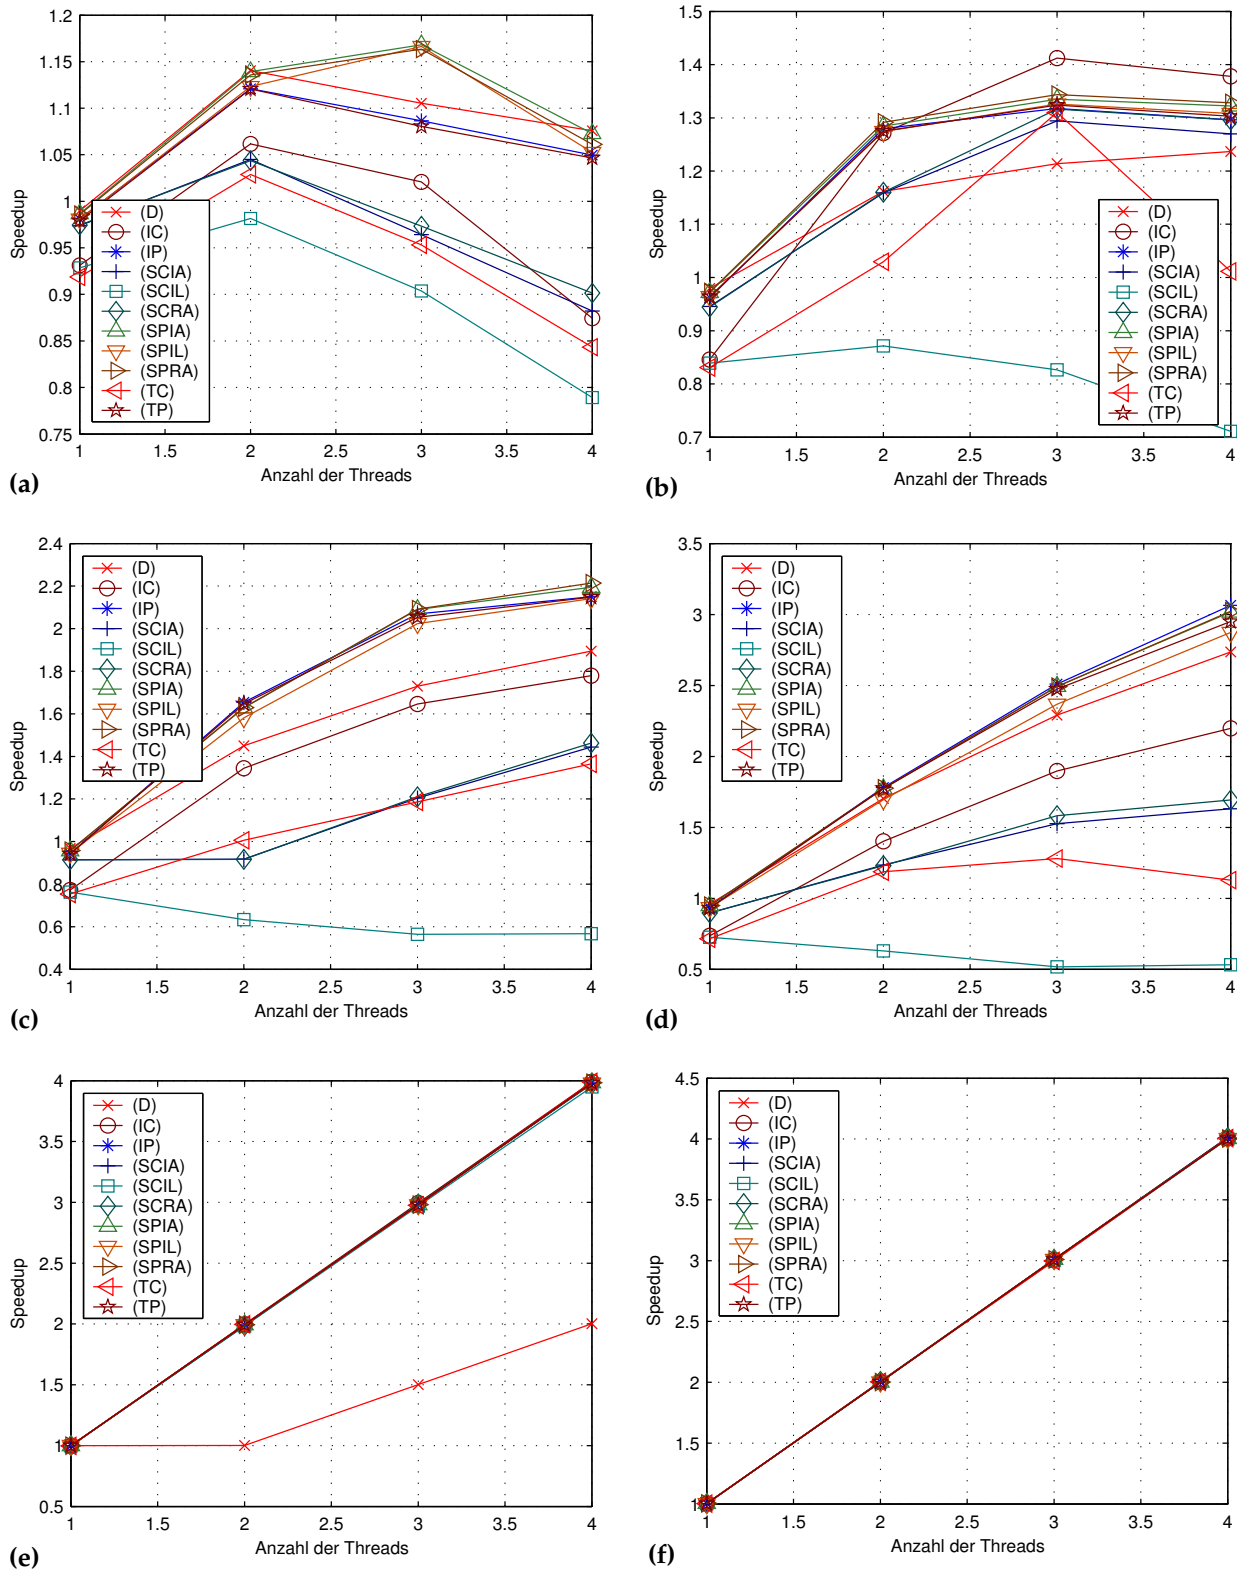 1.2
1.15
1.1
1.05
1
0.95
0.9
0.85
0.8
0.75
Speedup
(D)
(IC)
(IP)
(SCIA)
(SCIL)
(SCRA)
(SPIA)
(SPIL)
(SPRA)
(TC)
(TP)
1 1.5 2 2.5 3 3.5 4
Anzahl der Threads
(a)
1.5
1.4
1.3
1.2
1.1
1
0.9
0.8
0.7
Speedup
(D)
(IC)
(IP)
(SCIA)
(SCIL)
(SCRA)
(SPIA)
(SPIL)
(SPRA)
(TC)
(TP)
1 1.5 2 2.5 3 3.5 4
Anzahl der Threads
(b)
2.4
2.2
2
1.8
1.6
1.4
1.2
1
0.8
0.6
0.4
Speedup
(D)
(IC)
(IP)
(SCIA)
(SCIL)
(SCRA)
(SPIA)
(SPIL)
(SPRA)
(TC)
(TP)
1 1.5 2 2.5 3 3.5 4
Anzahl der Threads
(c)
3.5
3
2.5
2
1.5
1
0.5
Speedup
(D)
(IC)
(IP)
(SCIA)
(SCIL)
(SCRA)
(SPIA)
(SPIL)
(SPRA)
(TC)
(TP)
1 1.5 2 2.5 3 3.5 4
Anzahl der Threads
(d)
4
3.5
3
2.5
2
1.5
1
0.5
Speedup
(D)
(IC)
(IP)
(SCIA)
(SCIL)
(SCRA)
(SPIA)
(SPIL)
(SPRA)
(TC)
(TP)
1 1.5 2 2.5 3 3.5 4
Anzahl der Threads
(e)
4.5
4
3.5
3
2.5
2
1.5
1
Speedup
(D)
(IC)
(IP)
(SCIA)
(SCIL)
(SCRA)
(SPIA)
(SPIL)
(SPRA)
(TC)
(TP)
1 1.5 2 2.5 3 3.5 4
Anzahl der Threads
(f)